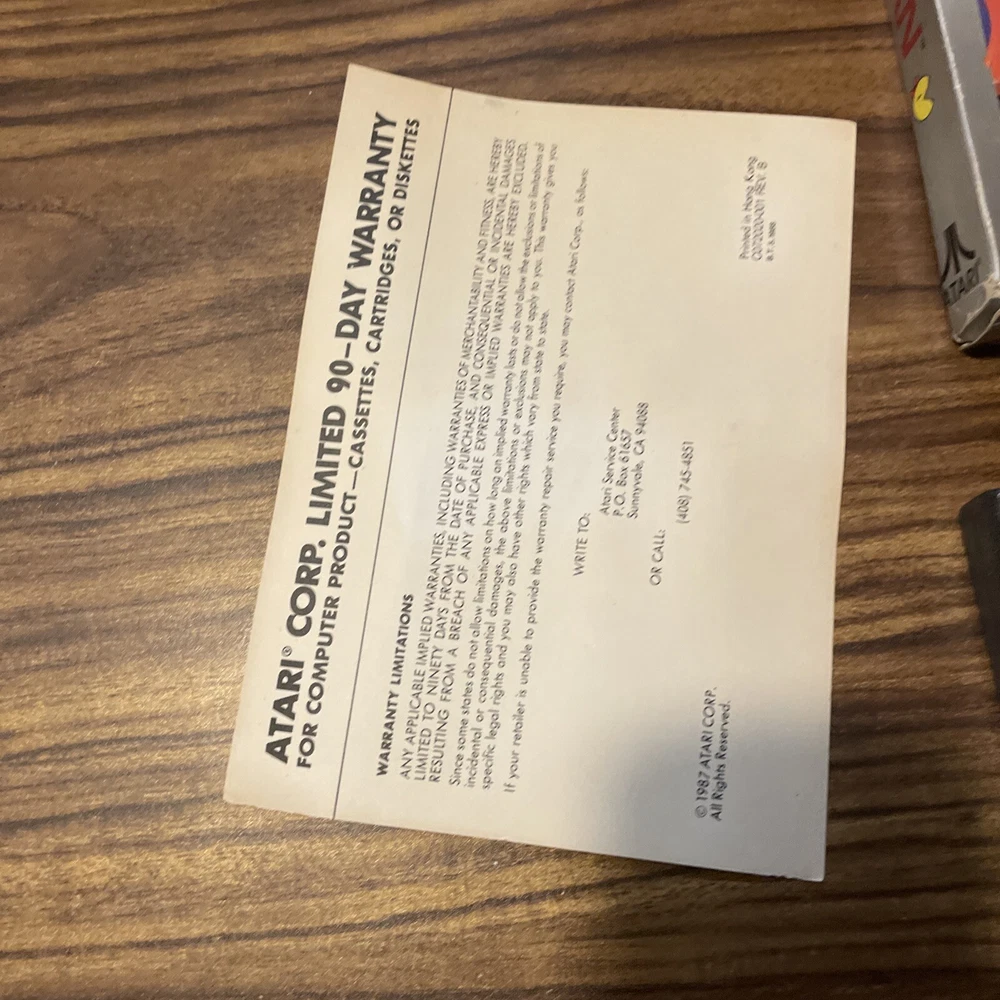 ATARI® CORP. LIMITED 90-DAY WARRANTY
FOR COMPUTER PRODUCT—CASSETTES, CARTRIDGES, OR DISKETTES
WARRANTY LIMITATIONS
ANY APPLICABLE IMPLIED WARRANTIES, INCLUDING WARRANTIES OF MERCHANTABILITY AND FITNESS, ARE HEREBY
LIMITED TO NINETY DAYS FROM THE DATE OF PURCHASE, AND CONSEQUENTIAL OR INCIDENTAL DAMAGES
RESULTING FROM A BREACH OF ANY APPLICABLE EXPRESS OR IMPLIED WARRANTIES ARE HEREBY EXCLUDED.
Since some states do not allow limitations on how long an implied warranty lasts or do not allow the exclusions or limitations of
incidental or consequential damages, the above limitations or exclusions may not apply to you. This warranty gives you
specific legal rights and you may also have other rights which vary from state to state.
If your retailer is unable to provide the warranty repair service you require, you may contact Atari Corp., as follows:
WRITE TO:
Atari Service Center
P.O. Box 61657
Sunnyvale, CA 94088
OR CALL:
(408) 745-4851
© 1987 ATARI CORP.
All Rights Reserved.
Printed in Hong Kong
C072020-001 REV. B
ATARI